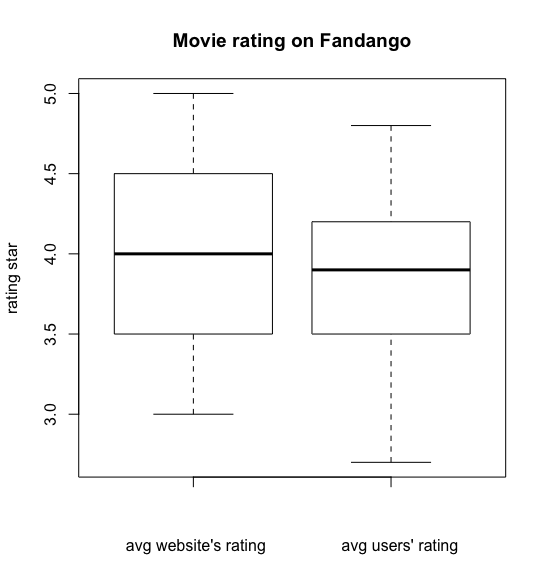 Movie rating on Fandango
5.0
4.5
4.0
3.5
3.0
rating star
avg website's rating
avg users' rating